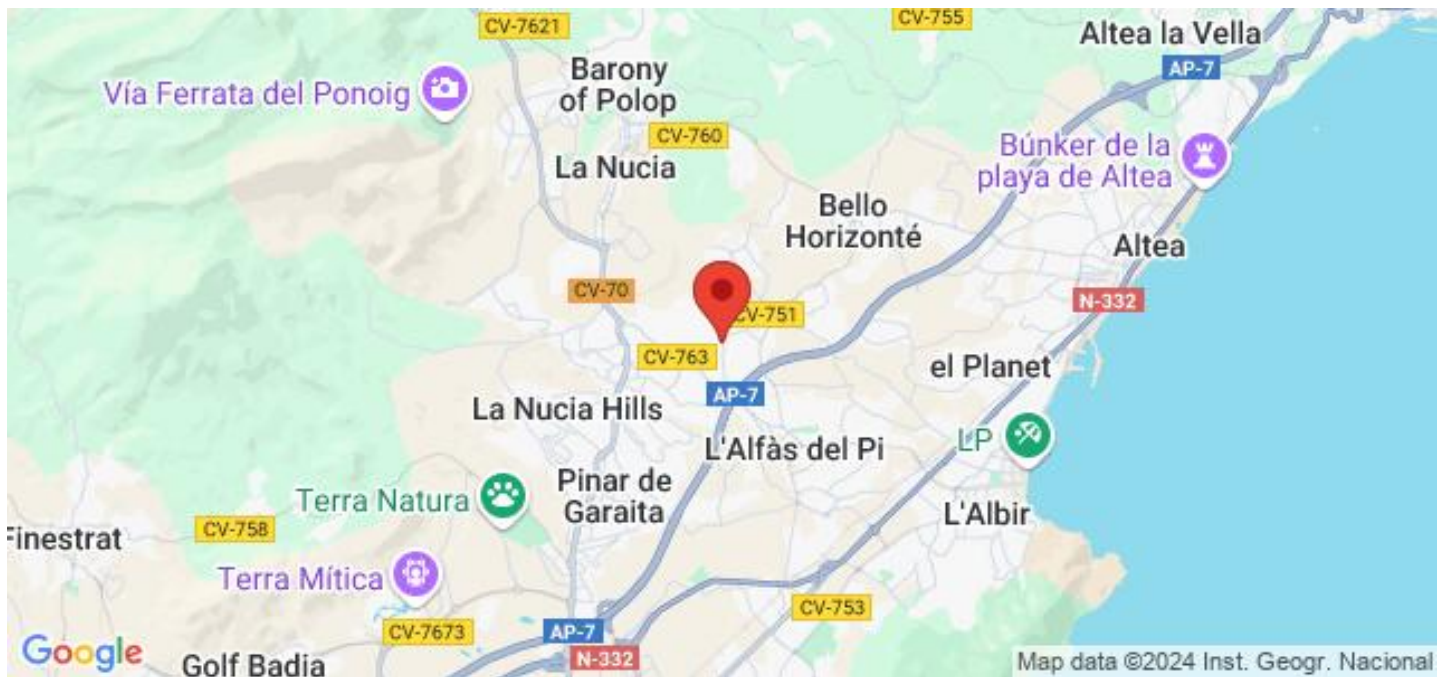 CV-7621
CV-755
Altea la Vella
AP-7
Vía Ferrata del Ponoig
Barony
of Polop
CV-760
La Nucia
Búnker de la
playa de Altea
Bello
Horizonté
Altea
CV-70
N-332
CV-751
CV-763
el Planet
AP-7
La Nucia Hills
L'Alfàs del Pi
LP
Terra Natura
Pinar de
Garaita
L'Albir
Finestrat
CV-758
Terra Mítica
CV-753
CV-7673
AP-7
Google
Golf Badia
N-332
Map data ©2024 Inst. Geogr. Nacional